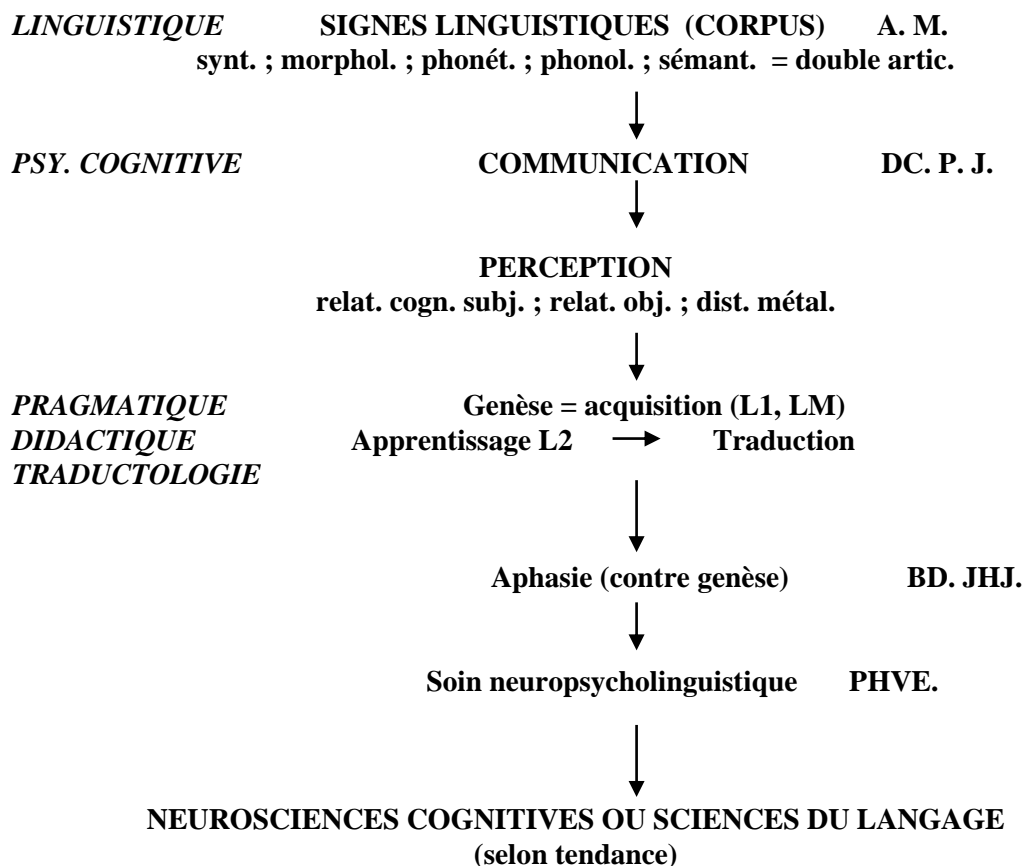 LINGUISTIQUE SIGNES LINGUISTIQUES (CORPUS) A. M.
synt. ; morphol. ; phonét. ; phonol. ; sémant. = double artic.
PSY. COGNITIVE COMMUNICATION DC. P. J.
PERCEPTION
relat. cogn. subj. ; relat. obj. ; dist. métal.
PRAGMATIQUE Genèse = acquisition (L1, LM)
DIDACTIQUE Apprentissage L2 → Traduction
TRADUCTOLOGIE
Aphasie (contre genèse) BD. JHJ.
Soin neuropsycholinguistique PHVE.
NEUROSCIENCES COGNITIVES OU SCIENCES DU LANGAGE
(selon tendance)